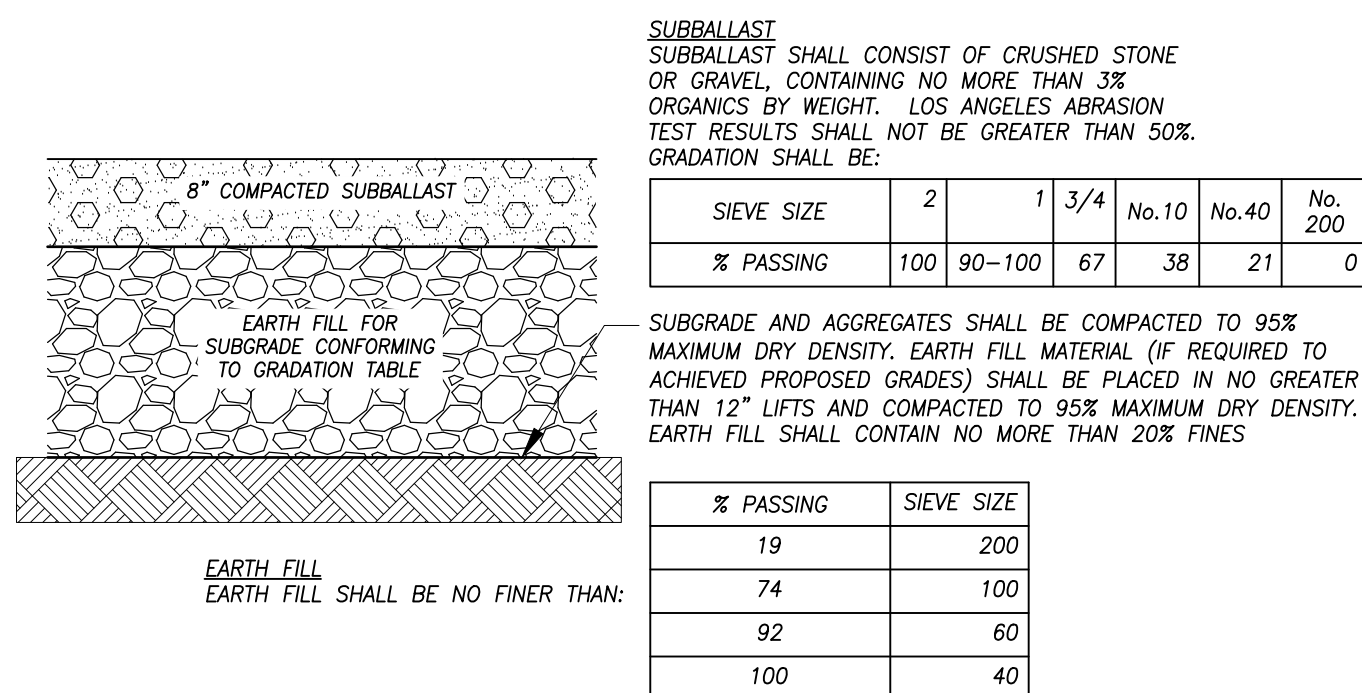 SUBBALLAST
SUBBALLAST SHALL CONSIST OF CRUSHED STONE
OR GRAVEL, CONTAINING NO MORE THAN 3%
ORGANICS BY WEIGHT. LOS ANGELES ABRASION
TEST RESULTS SHALL NOT BE GREATER THAN 50%.
GRADATION SHALL BE:
SIEVE SIZE 2 1 3/4 No.10 No.40 No. 200
% PASSING 100 90-100 67 38 21 0
8" COMPACTED SUBBALLAST
EARTH FILL FOR
SUBGRADE CONFORMING
TO GRADATION TABLE
SUBGRADE AND AGGREGATES SHALL BE COMPACTED TO 95%
MAXIMUM DRY DENSITY. EARTH FILL MATERIAL (IF REQUIRED TO
ACHIEVED PROPOSED GRADES) SHALL BE PLACED IN NO GREATER
THAN 12" LIFTS AND COMPACTED TO 95% MAXIMUM DRY DENSITY.
EARTH FILL SHALL CONTAIN NO MORE THAN 20% FINES
EARTH FILL
EARTH FILL SHALL BE NO FINER THAN:
% PASSING SIEVE SIZE
19 200
74 100
92 60
100 40